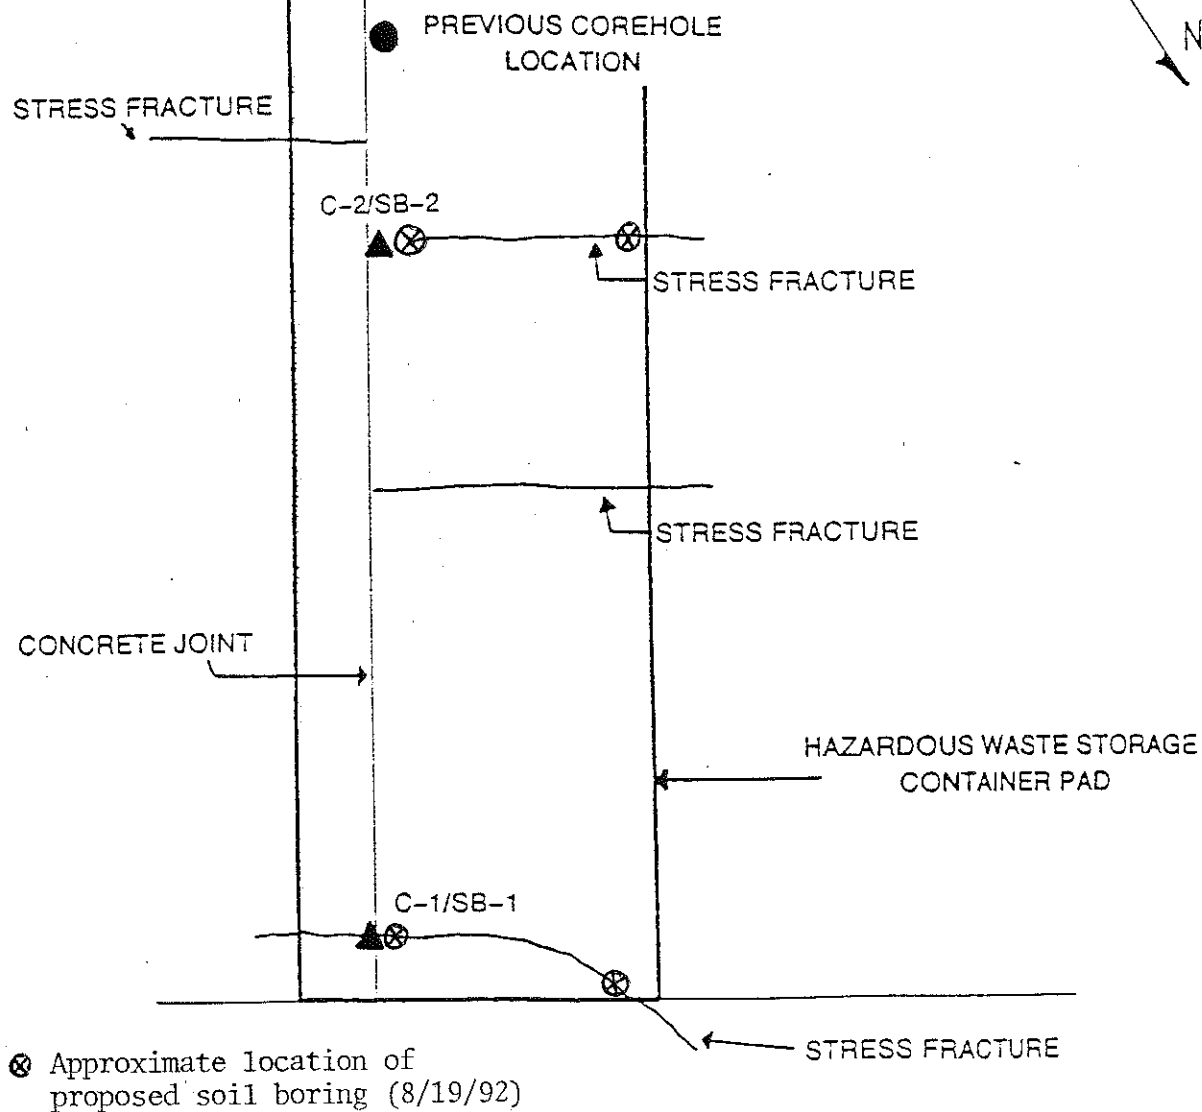 PREVIOUS COREHOLE
LOCATION
N
STRESS FRACTURE
C-2/SB-2
STRESS FRACTURE
STRESS FRACTURE
CONCRETE JOINT
HAZARDOUS WASTE STORAGE
CONTAINER PAD
C-1/SB-1
STRESS FRACTURE
⊗ Approximate location of
proposed soil boring (8/19/92)